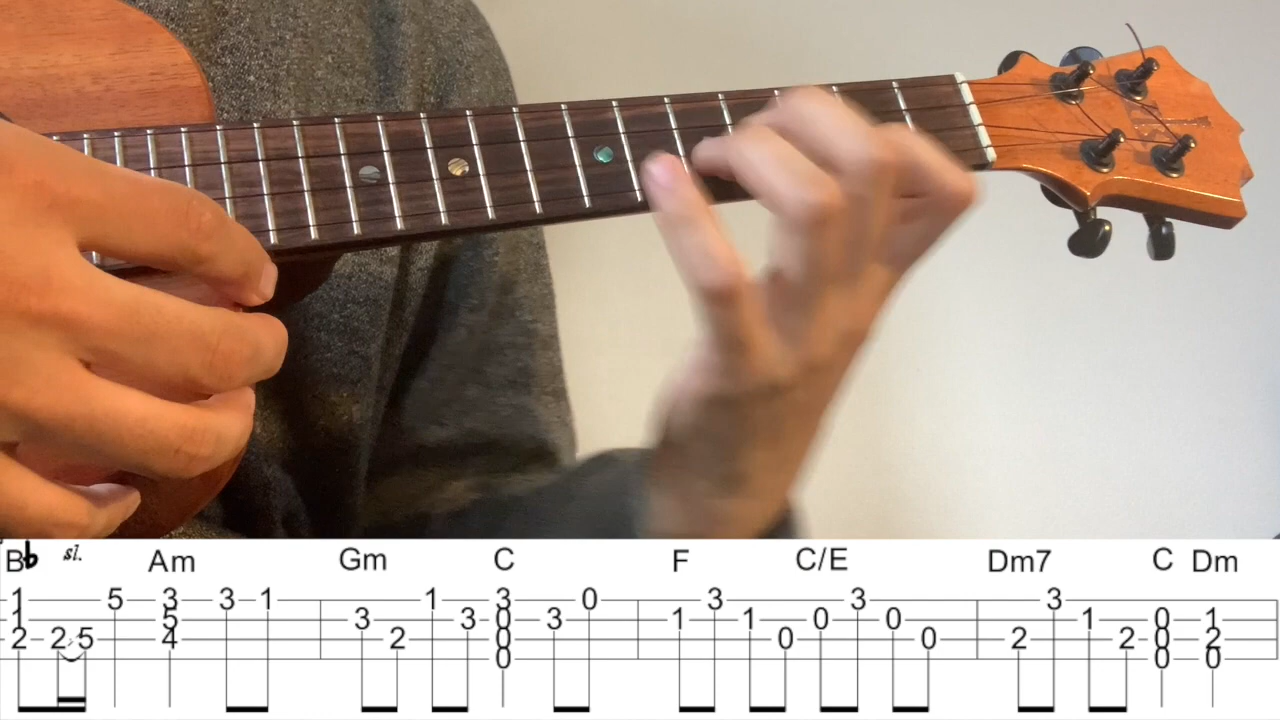 B♭ sl. Am Gm C F C/E Dm7 C Dm
1 5 3 3 1 1 3 0 3 3 3
1 5 3 3 0 3 1 1 0 0 1 0 1
2 2 5 4 2 0 0 0 2 2 0 2
0 0 0